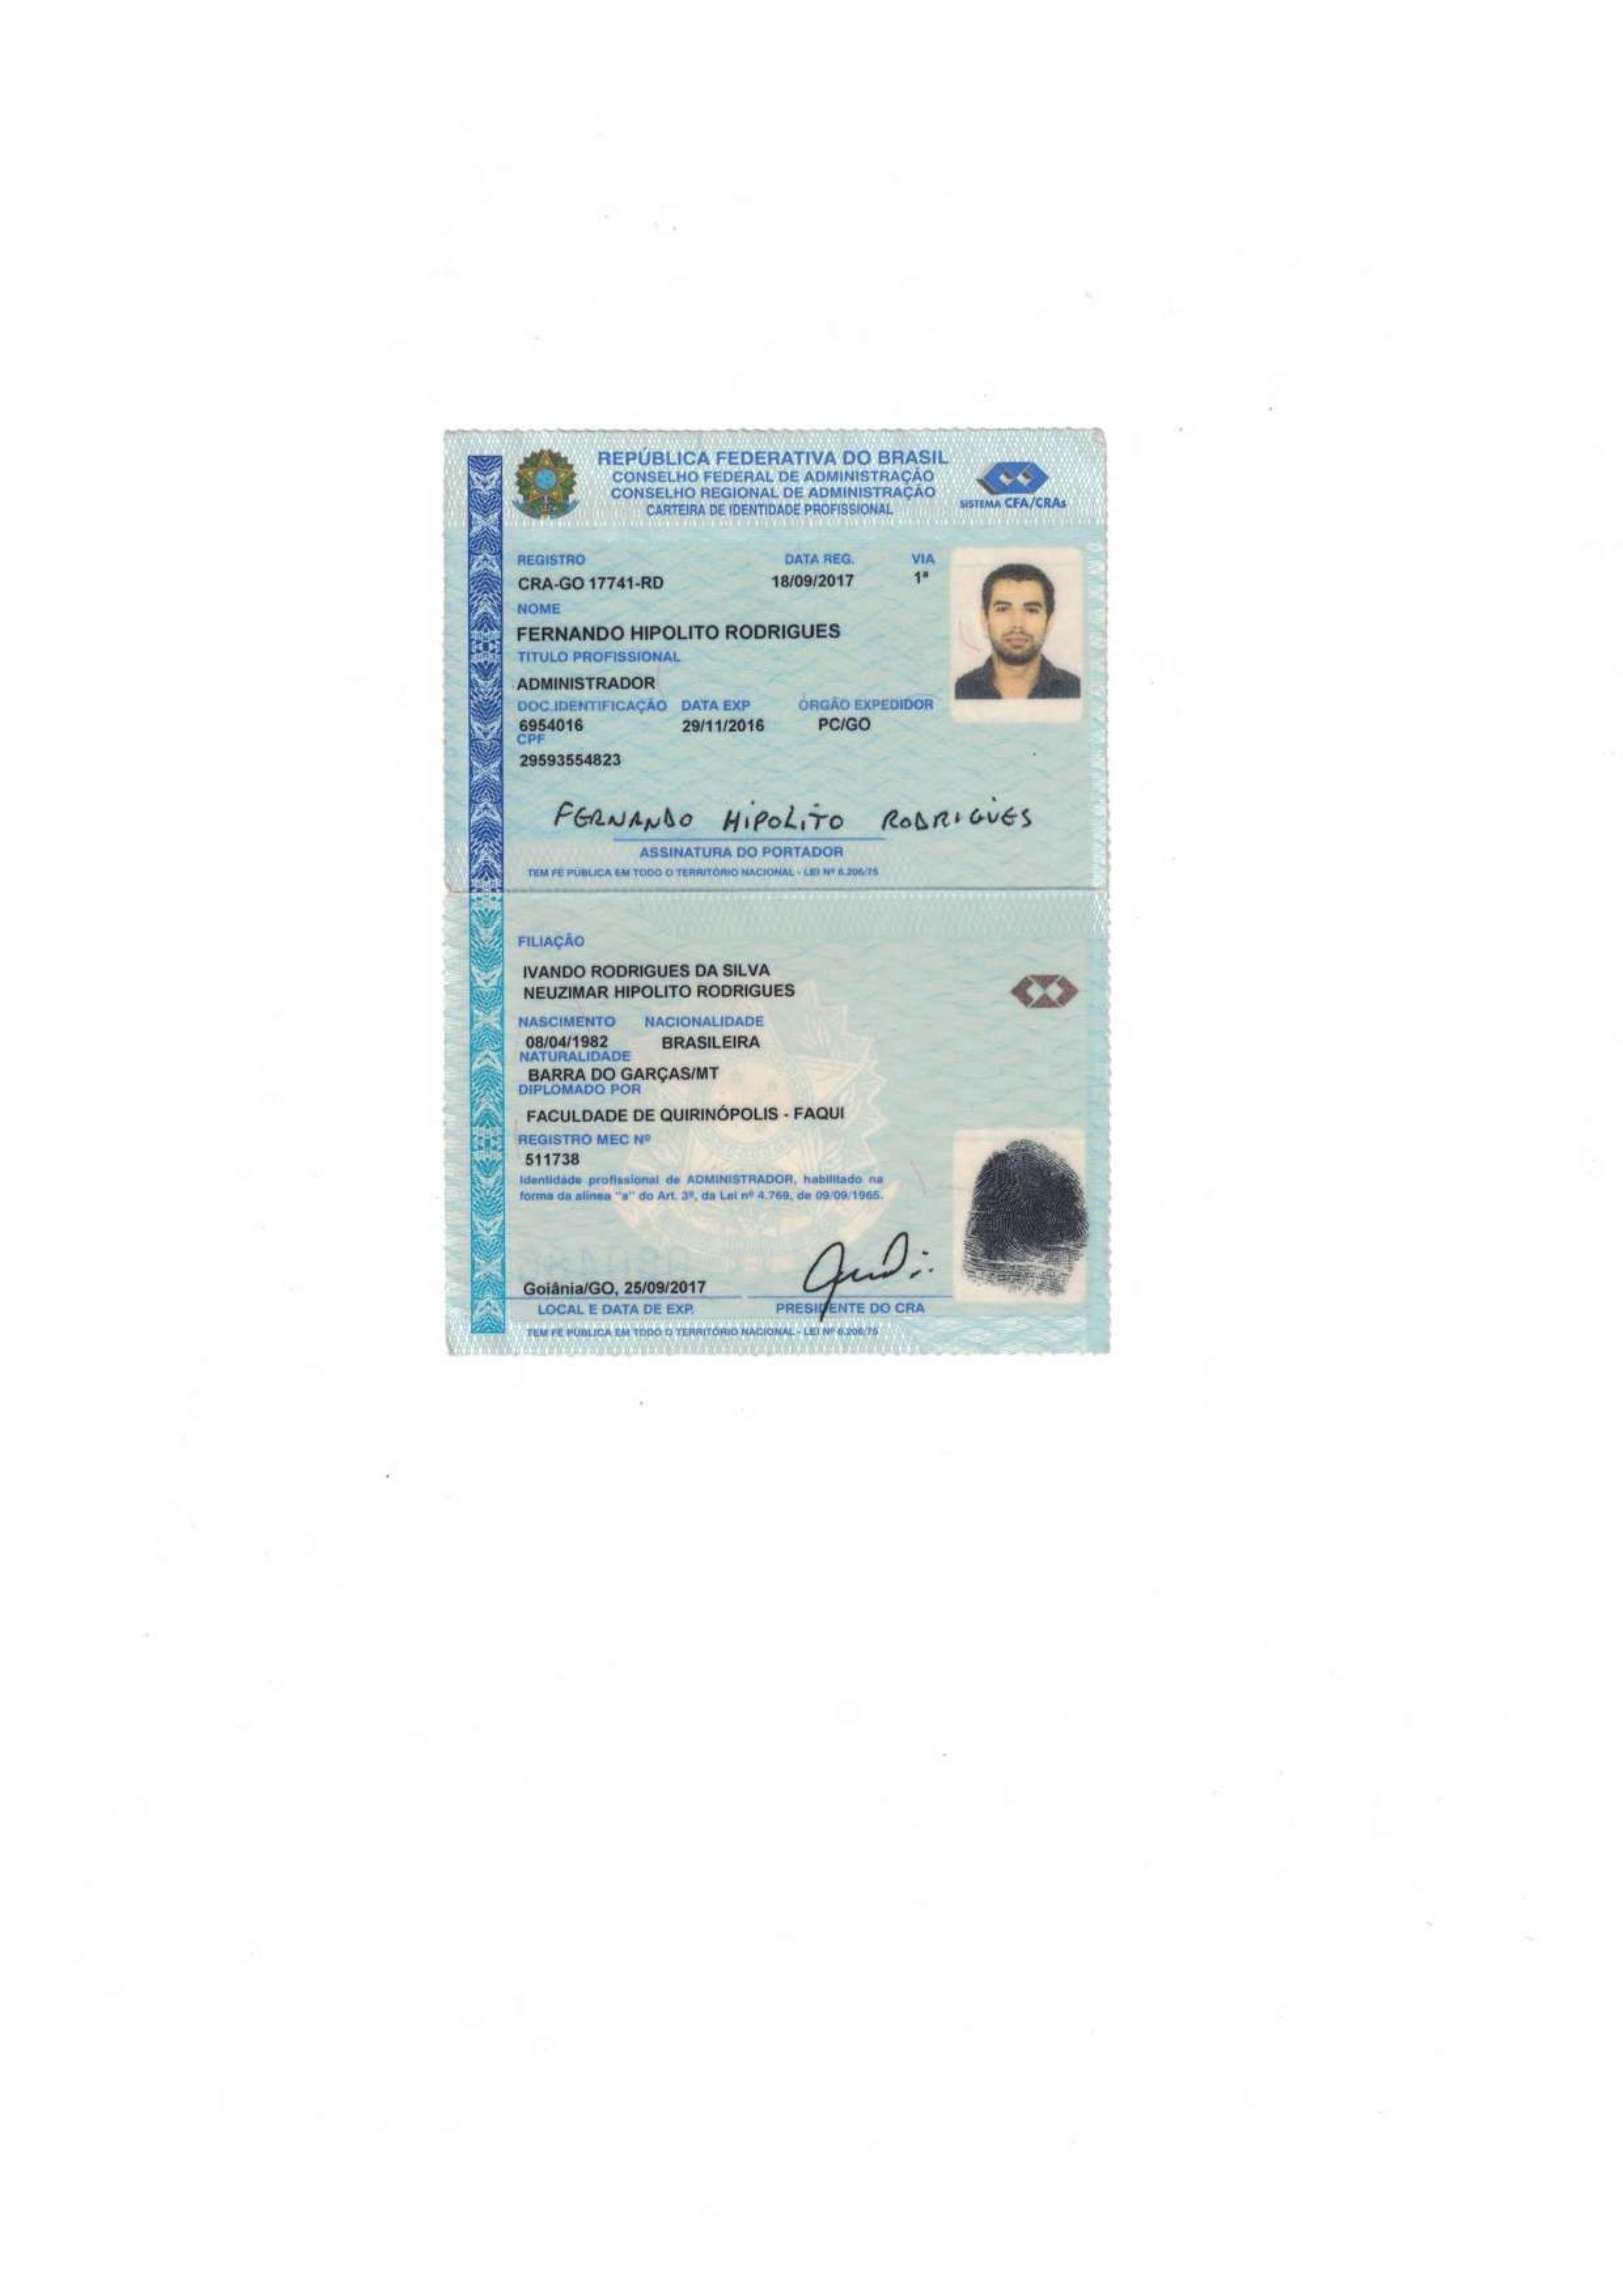 REPÚBLICA FEDERATIVA DO BRASIL
CONSELHO FEDERAL DE ADMINISTRAÇÃO
CONSELHO REGIONAL DE ADMINISTRAÇÃO
CARTEIRA DE IDENTIDADE PROFISSIONAL
SISTEMA CFA/CRAs
REGISTRO DATA REG. VIA
CRA-GO 17741-RD 18/09/2017 1ª
NOME
FERNANDO HIPOLITO RODRIGUES
TITULO PROFISSIONAL
ADMINISTRADOR
DOC.IDENTIFICAÇÃO DATA EXP ÓRGÃO EXPEDIDOR
6954016 29/11/2016 PC/GO
CPF
29593554823
FERNANDO HIPOLITO RODRIGUES
ASSINATURA DO PORTADOR
TEM FÉ PÚBLICA EM TODO O TERRITÓRIO NACIONAL - LEI Nº 6.206/75
FILIAÇÃO
IVANDO RODRIGUES DA SILVA
NEUZIMAR HIPOLITO RODRIGUES
NASCIMENTO NACIONALIDADE
08/04/1982 BRASILEIRA
NATURALIDADE
BARRA DO GARÇAS/MT
DIPLOMADO POR
FACULDADE DE QUIRINÓPOLIS - FAQUI
REGISTRO MEC Nº
511738
Identidade profissional de ADMINISTRADOR, habilitado na
forma da alínea "a" do Art. 3º, da Lei nº 4.769, de 09/09/1965.
Goiânia/GO, 25/09/2017
LOCAL E DATA DE EXP. PRESIDENTE DO CRA
TEM FÉ PÚBLICA EM TODO O TERRITÓRIO NACIONAL - LEI Nº 6.206/75